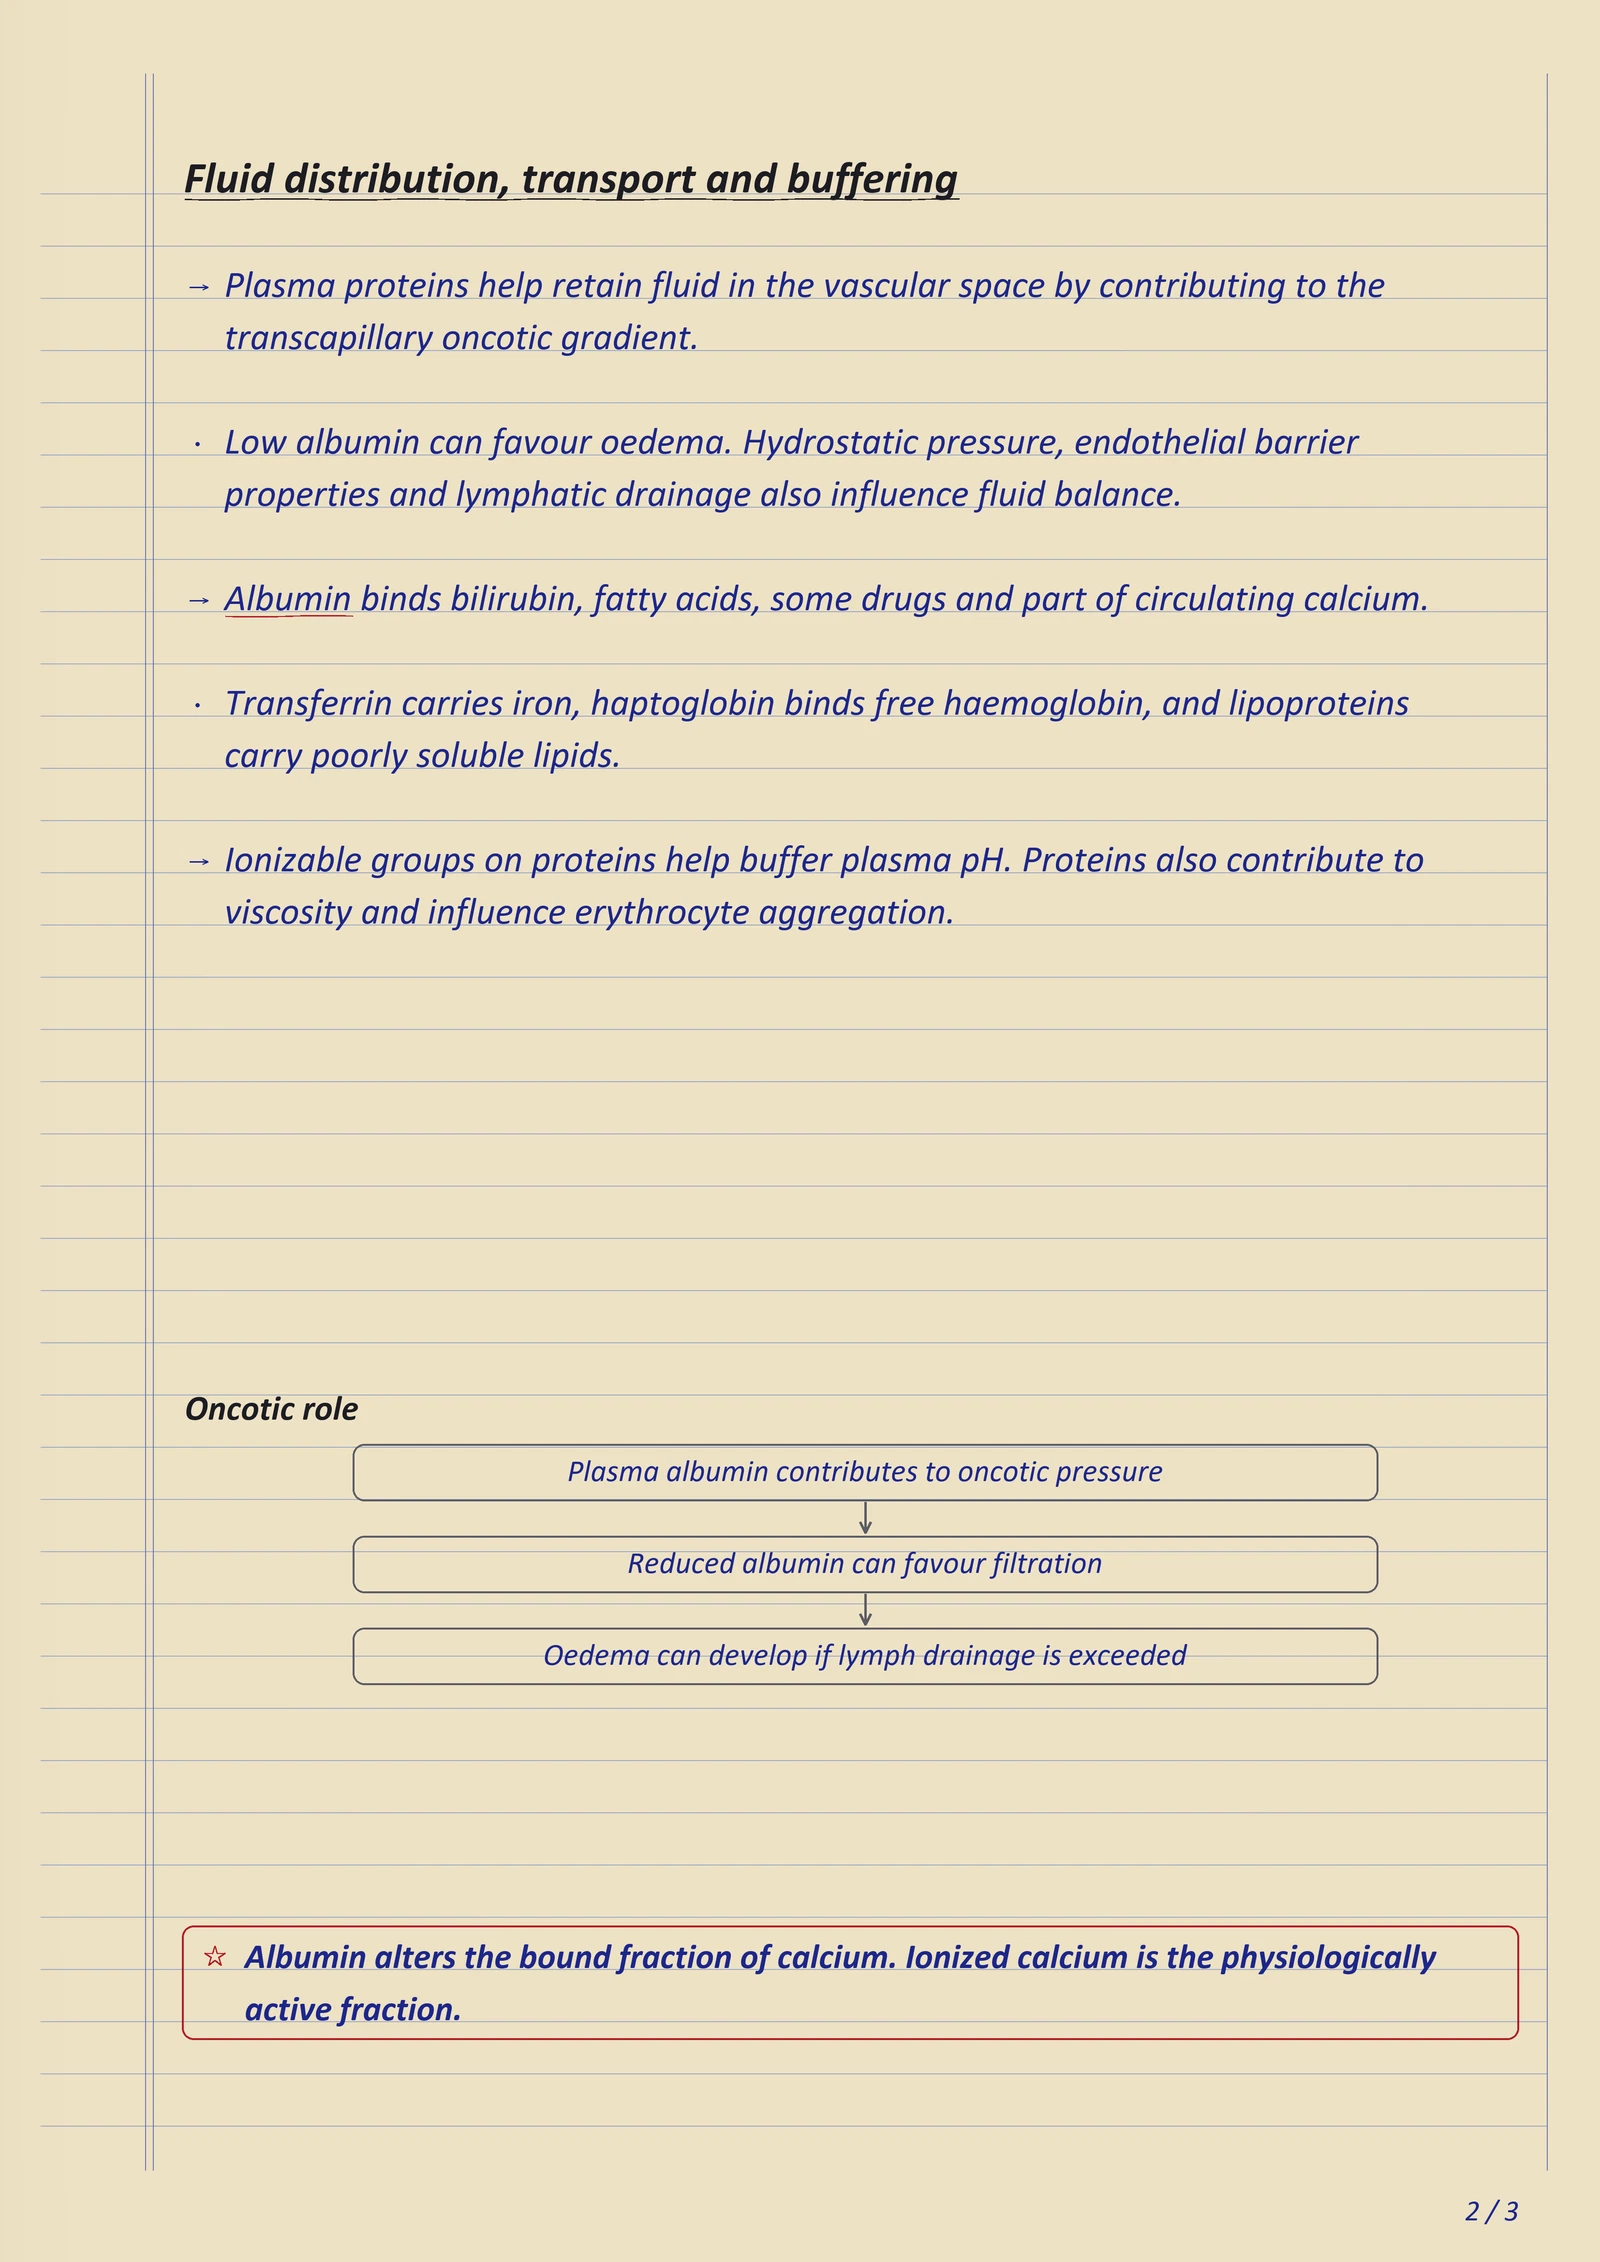 Fluid distribution, transport and buffering
→ Plasma proteins help retain fluid in the vascular space by contributing to the
transcapillary oncotic gradient.
· Low albumin can favour oedema. Hydrostatic pressure, endothelial barrier
properties and lymphatic drainage also influence fluid balance.
→ Albumin binds bilirubin, fatty acids, some drugs and part of circulating calcium.
· Transferrin carries iron, haptoglobin binds free haemoglobin, and lipoproteins
carry poorly soluble lipids.
→ Ionizable groups on proteins help buffer plasma pH. Proteins also contribute to
viscosity and influence erythrocyte aggregation.
Oncotic role
Plasma albumin contributes to oncotic pressure
Reduced albumin can favour filtration
Oedema can develop if lymph drainage is exceeded
☆ Albumin alters the bound fraction of calcium. Ionized calcium is the physiologically
active fraction.
2 / 3